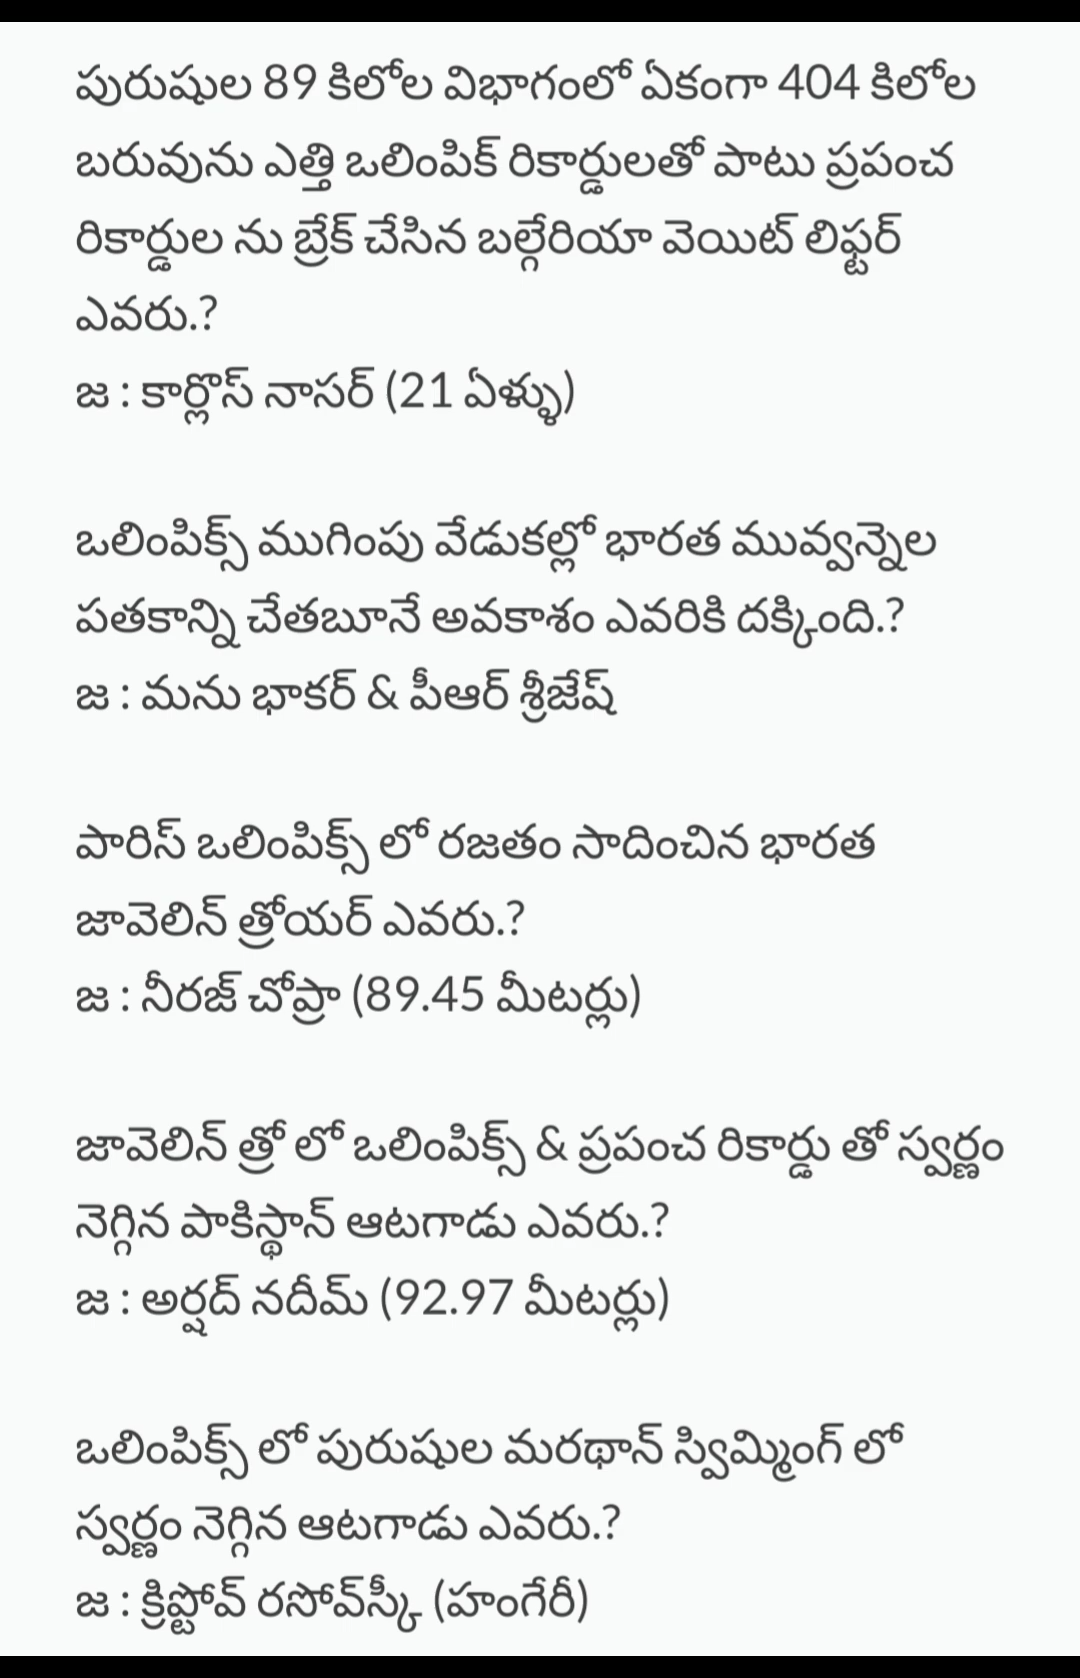 పురుషుల 89 కిలోల విభాగంలో ఏకంగా 404 కిలోల
బరువును ఎత్తి ఒలింపిక్ రికార్డులతో పాటు ప్రపంచ
రికార్డుల ను బ్రేక్ చేసిన బల్గేరియా వెయిట్ లిఫ్టర్
ఎవరు.?
జ : కార్లొస్ నాసర్ (21 ఏళ్ళు)
ఒలింపిక్స్ ముగింపు వేడుకల్లో భారత మువ్వన్నెల
పతకాన్ని చేతబూనే అవకాశం ఎవరికి దక్కింది.?
జ : మను భాకర్ & పీఆర్ శ్రీజేష్
పారిస్ ఒలింపిక్స్ లో రజతం సాదించిన భారత
జావెలిన్ త్రోయర్ ఎవరు.?
జ : నీరజ్ చోప్రా (89.45 మీటర్లు)
జావెలిన్ త్రో లో ఒలింపిక్స్ & ప్రపంచ రికార్డు తో స్వర్ణం
నెగ్గిన పాకిస్థాన్ ఆటగాడు ఎవరు.?
జ : అర్షద్ నదీమ్ (92.97 మీటర్లు)
ఒలింపిక్స్ లో పురుషుల మరథాన్ స్విమ్మింగ్ లో
స్వర్ణం నెగ్గిన ఆటగాడు ఎవరు.?
జ : క్రిప్టోవ్ రసోవ్‌స్కీ (హంగేరీ)